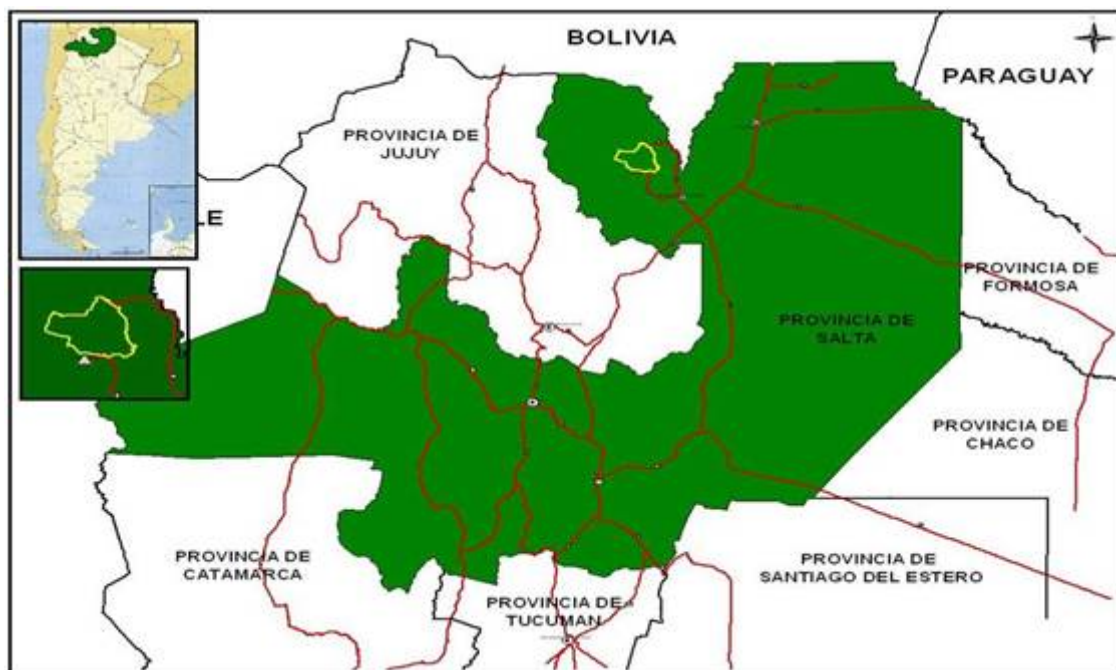 BOLIVIA
PARAGUAY
PROVINCIA DE
JUJUY
LE
PROVINCIA DE
FORMOSA
PROVINCIA DE
SALTA
PROVINCIA DE
CHACO
PROVINCIA DE
CATAMARCA
PROVINCIA DE
SANTIAGO DEL ESTERO
PROVINCIA DE
TUCUMAN